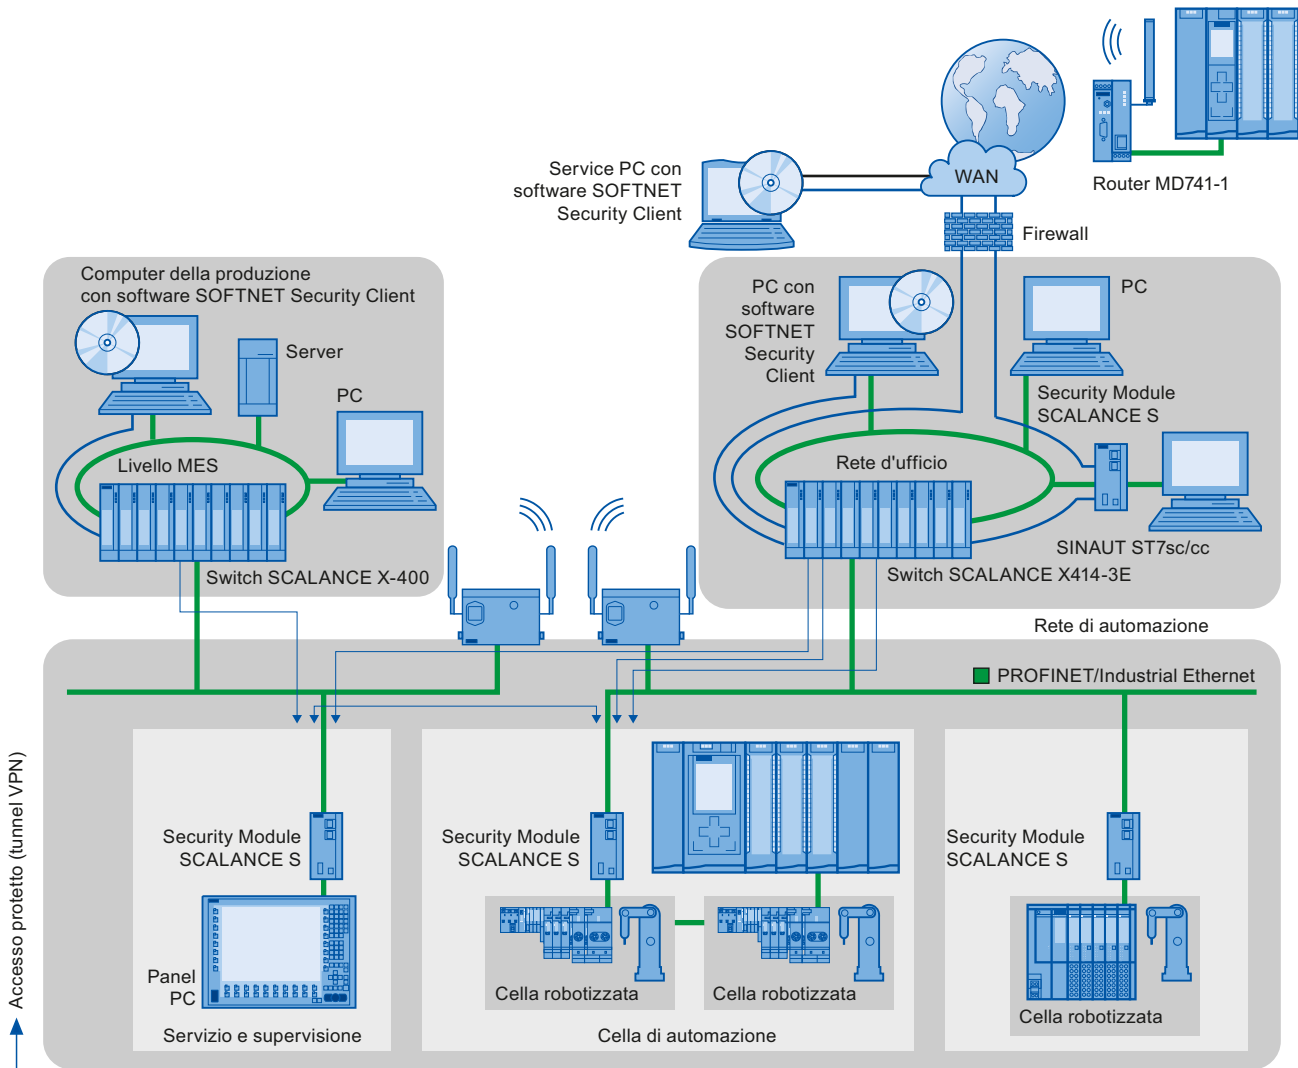 WAN
Router MD741-1
Service PC con
software SOFTNET
Security Client
Firewall
Computer della produzione
con software SOFTNET Security Client
Server
PC
Livello MES
Switch SCALANCE X-400
PC con
software
SOFTNET
Security
Client
PC
Security Module
SCALANCE S
Rete d'ufficio
SINAUT ST7sc/cc
Switch SCALANCE X414-3E
Rete di automazione
PROFINET/Industrial Ethernet
Security Module
SCALANCE S
Panel
PC
Servizio e supervisione
Security Module
SCALANCE S
Cella robotizzata
Cella robotizzata
Cella di automazione
Security Module
SCALANCE S
Cella robotizzata
Accesso protetto (tunnel VPN)